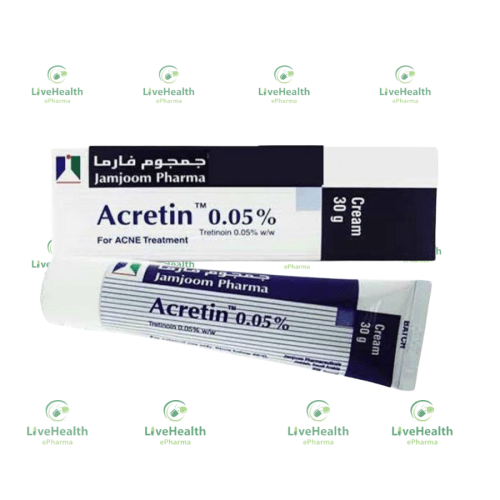 LiveHealth
ePharma
LiveHealth
ePharma
LiveHealth
ePharma
LiveHealth
ePharma
جمجوم فارما
Jamjoom Pharma
Acretin™ 0.05%
Tretinoin 0.05% w/w
For ACNE Treatment
Cream
30 g
ePharma
جمجوم فارما
Jamjoom Pharma
Acretin™ 0.05%
Tretinoin 0.05% w/w
Cream
30 g
BATCH
LiveHealth
ePharma
LiveHealth
ePharma
LiveHealth
ePharma
LiveHealth
ePharma